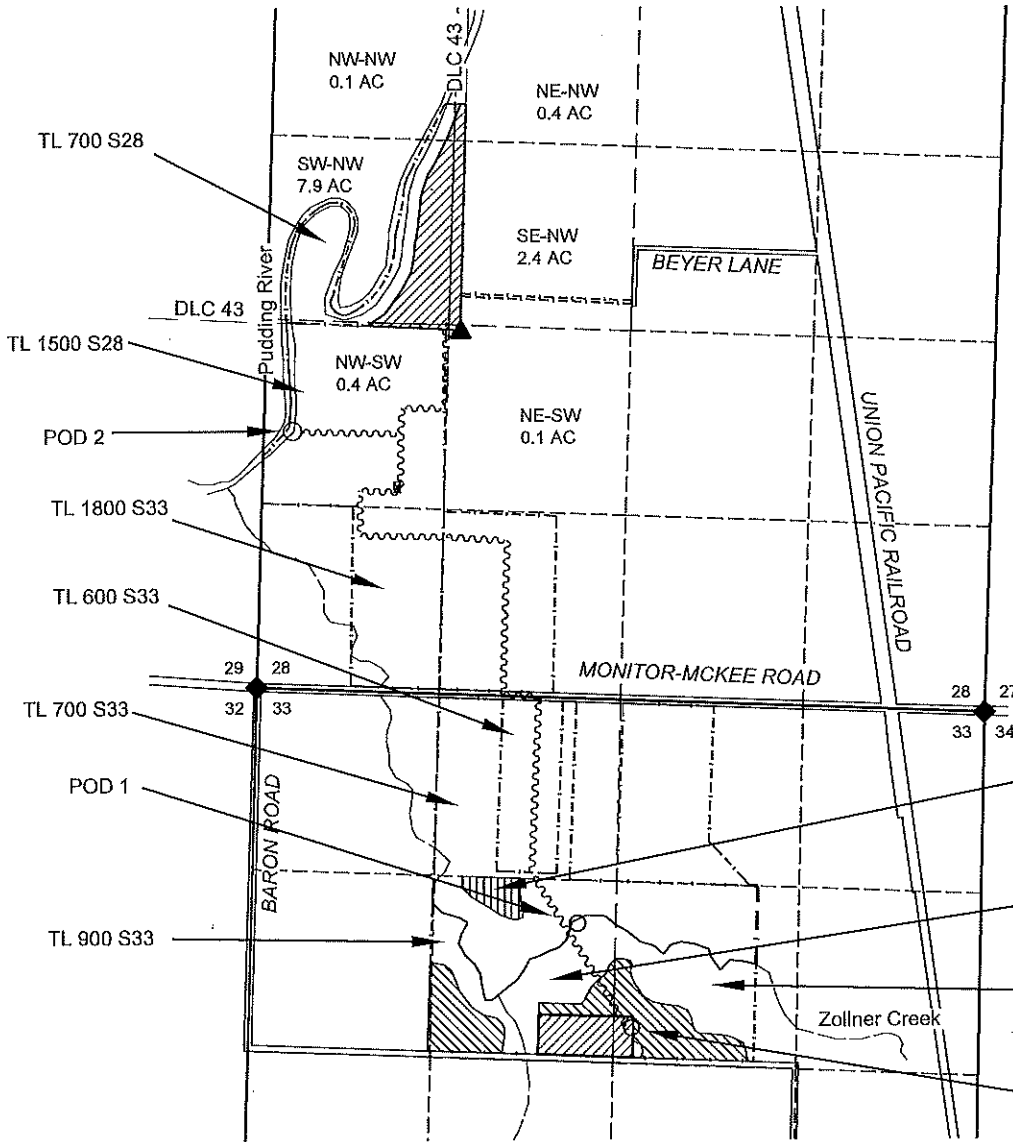 NW-NW
0.1 AC
DLC 43
NE-NW
0.4 AC
TL 700 S28
SW-NW
7.9 AC
SE-NW
2.4 AC
BEYER LANE
Pudding River
DLC 43
TL 1500 S28
NW-SW
0.4 AC
NE-SW
0.1 AC
POD 2
UNION PACIFIC RAILROAD
TL 1800 S33
TL 600 S33
MONITOR-MCKEE ROAD
29 28
32 33
28 27
33 34
TL 700 S33
POD 1
BARON ROAD
TL 900 S33
Zollner Creek